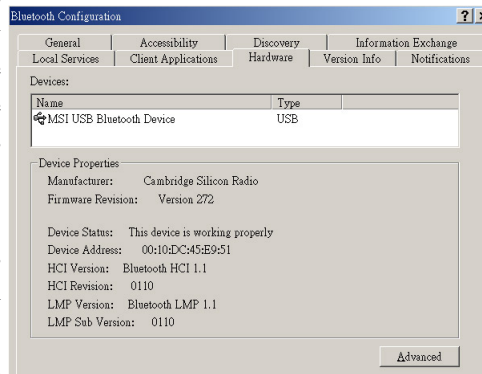 Bluetooth Configuration
General Accessibility Discovery Information Exchange
Local Services Client Applications Hardware Version Info Notifications
Devices:
Name Type
MSI USB Bluetooth Device USB
Device Properties
Manufacturer: Cambridge Silicon Radio
Firmware Revision: Version 272
Device Status: This device is working properly
Device Address: 00:10:DC:45:E9:51
HCI Version: Bluetooth HCI 1.1
HCI Revision: 0110
LMP Version: Bluetooth LMP 1.1
LMP Sub Version: 0110
Advanced